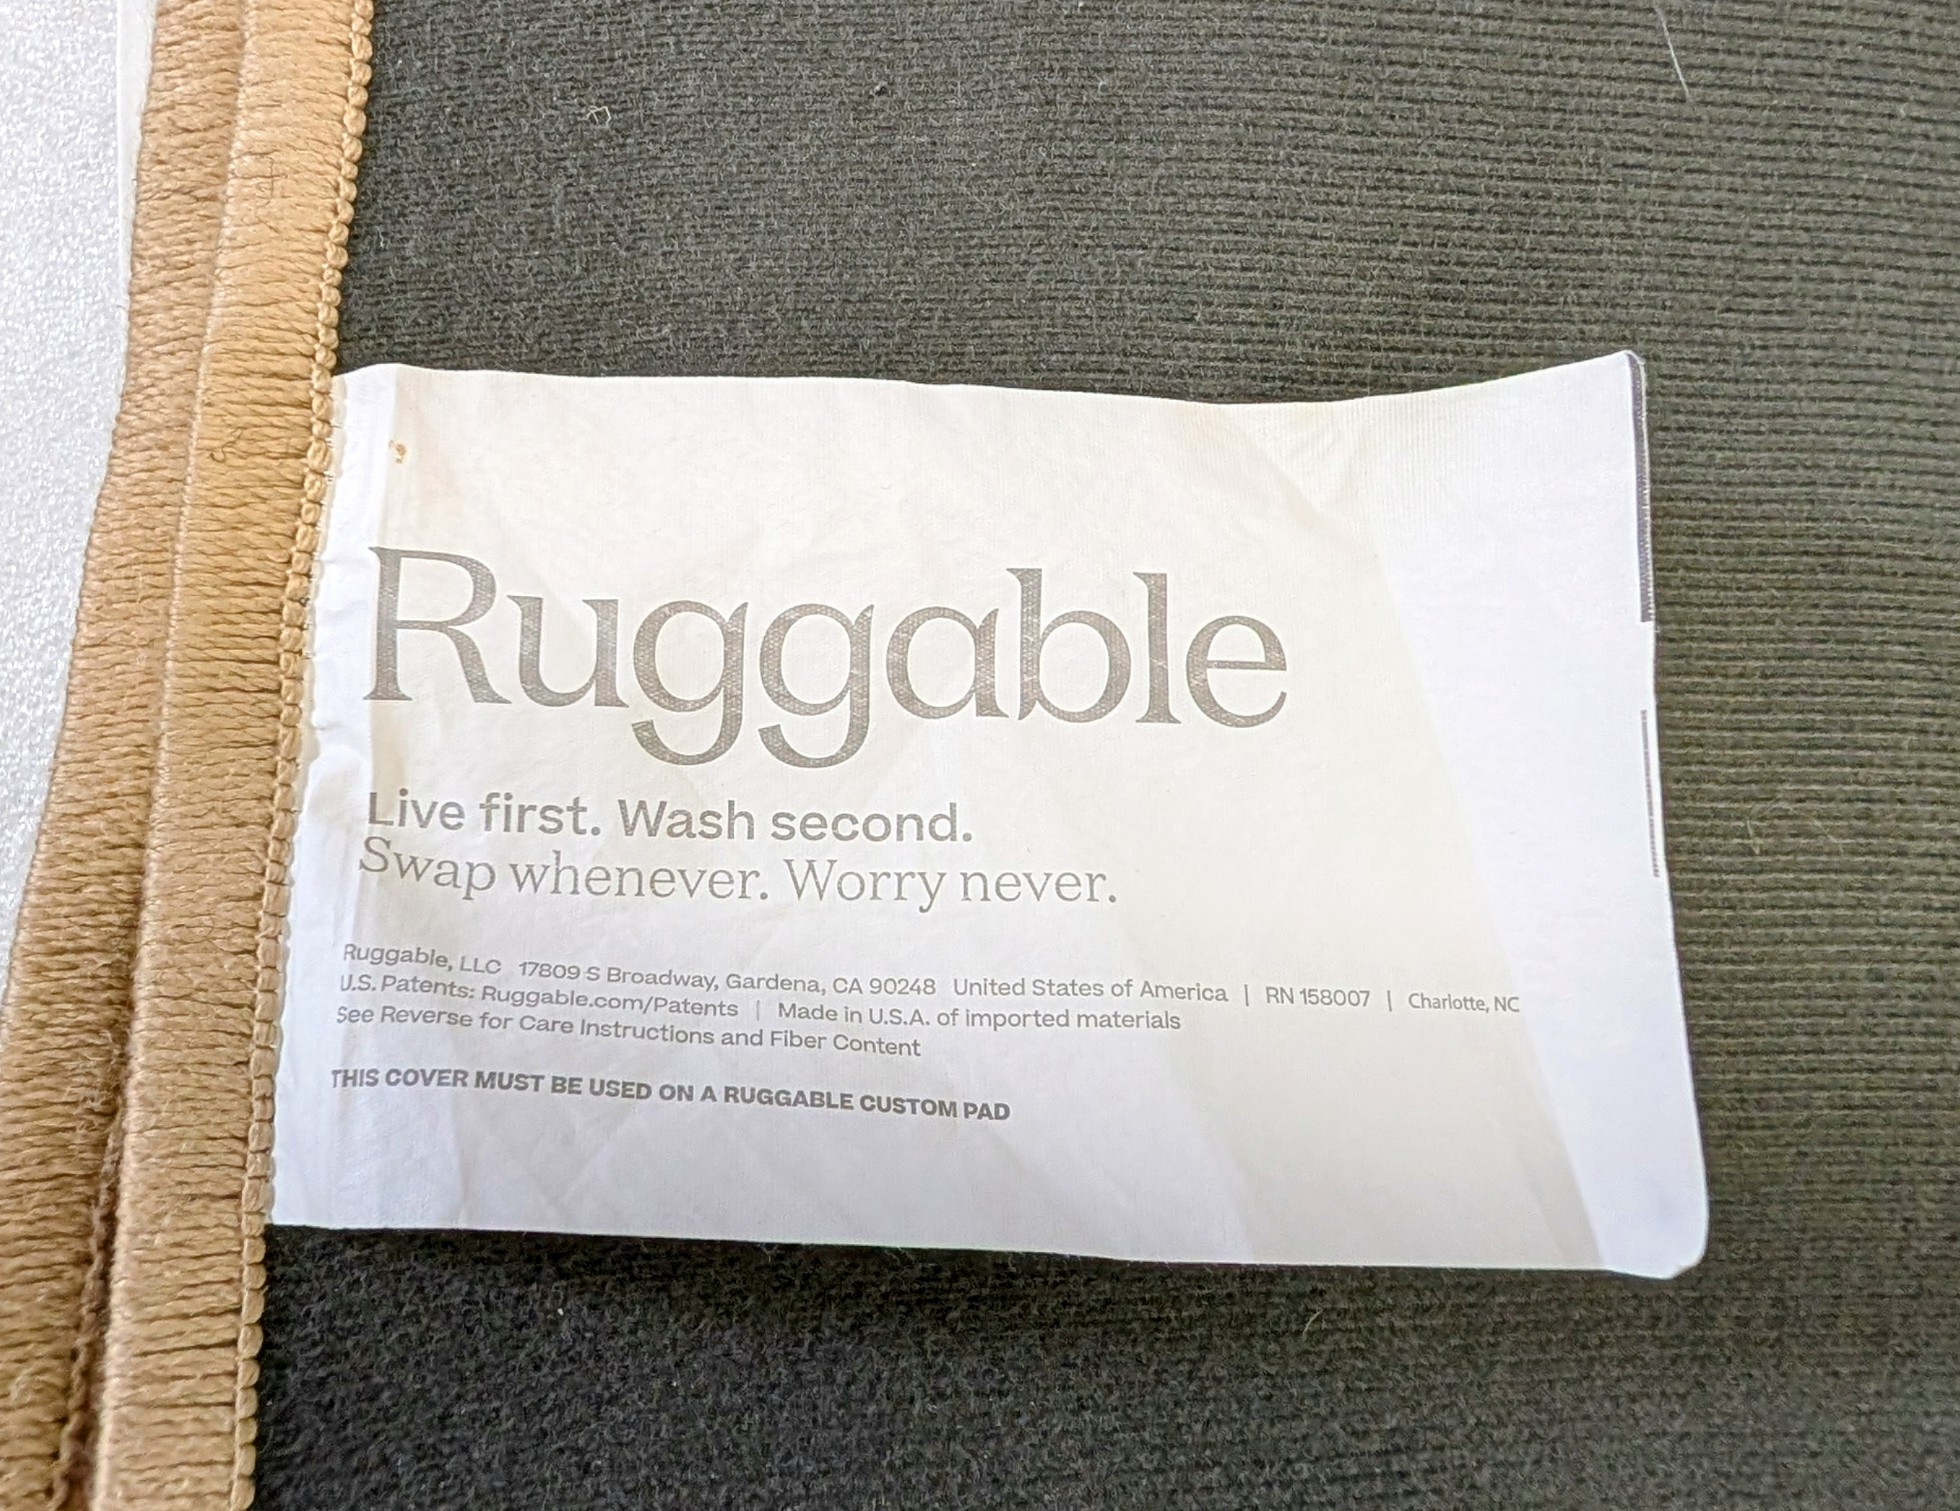 Ruggable
Live first. Wash second.
Swap whenever. Worry never.
Ruggable, LLC 17809 S Broadway, Gardena, CA 90248 United States of America | RN 158007 | Charlotte, NC
U.S. Patents: Ruggable.com/Patents | Made in U.S.A. of imported materials
See Reverse for Care Instructions and Fiber Content
THIS COVER MUST BE USED ON A RUGGABLE CUSTOM PAD